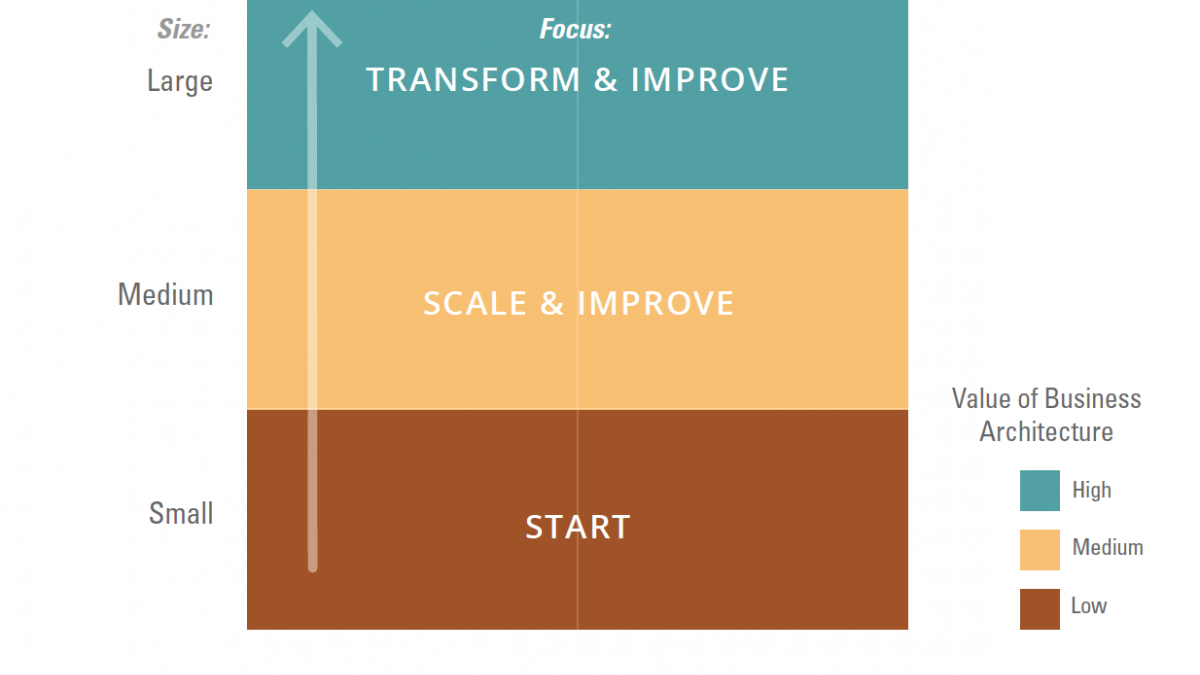 Size:
Focus:
Large
TRANSFORM & IMPROVE
Medium
SCALE & IMPROVE
Small
START
Value of Business
Architecture
High
Medium
Low